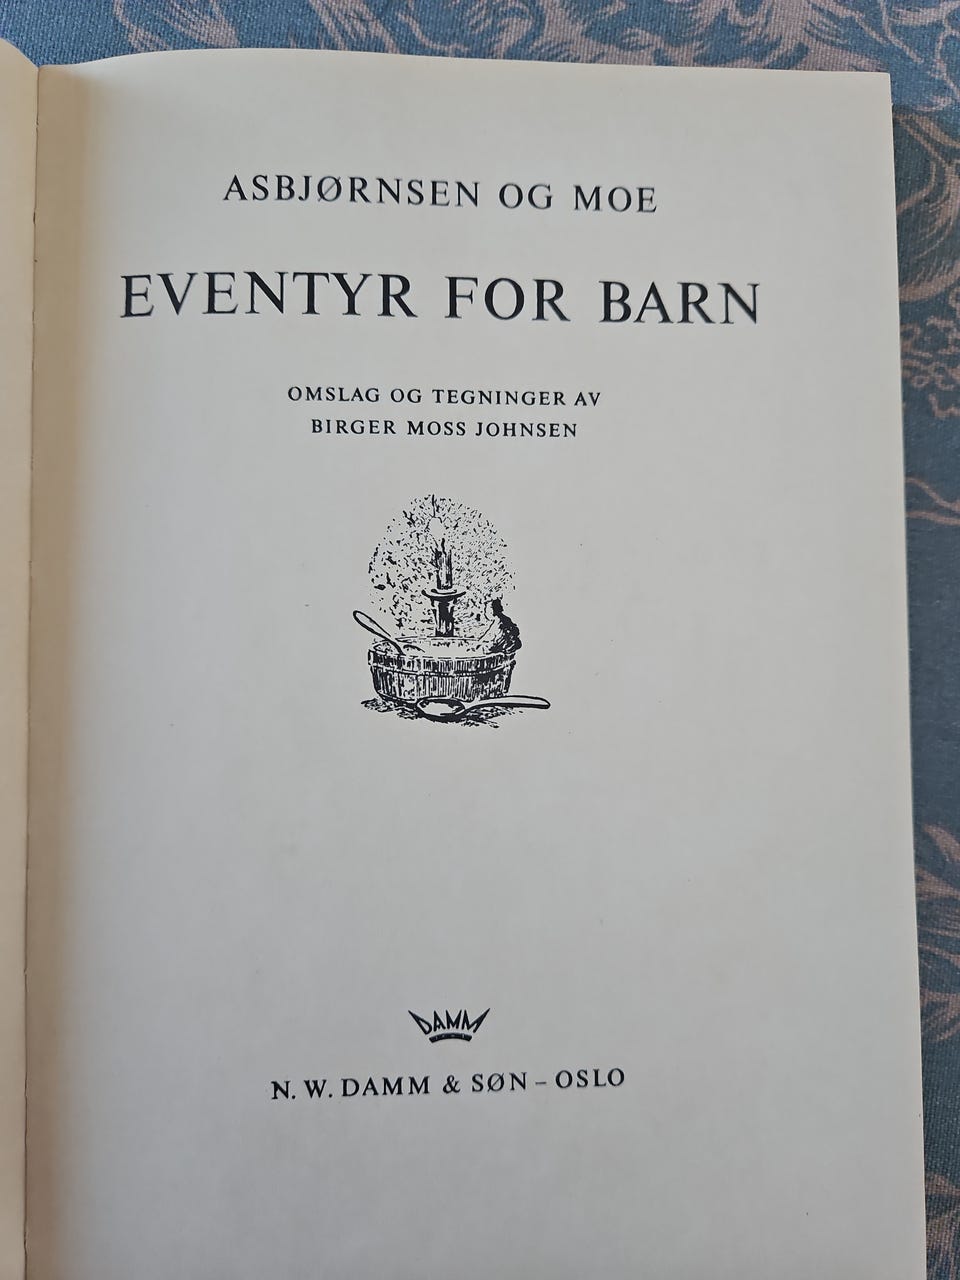 ASBJØRNSEN OG MOE
EVENTYR FOR BARN
OMSLAG OG TEGNINGER AV
BIRGER MOSS JOHNSEN
DAMM
N. W. DAMM & SØN – OSLO